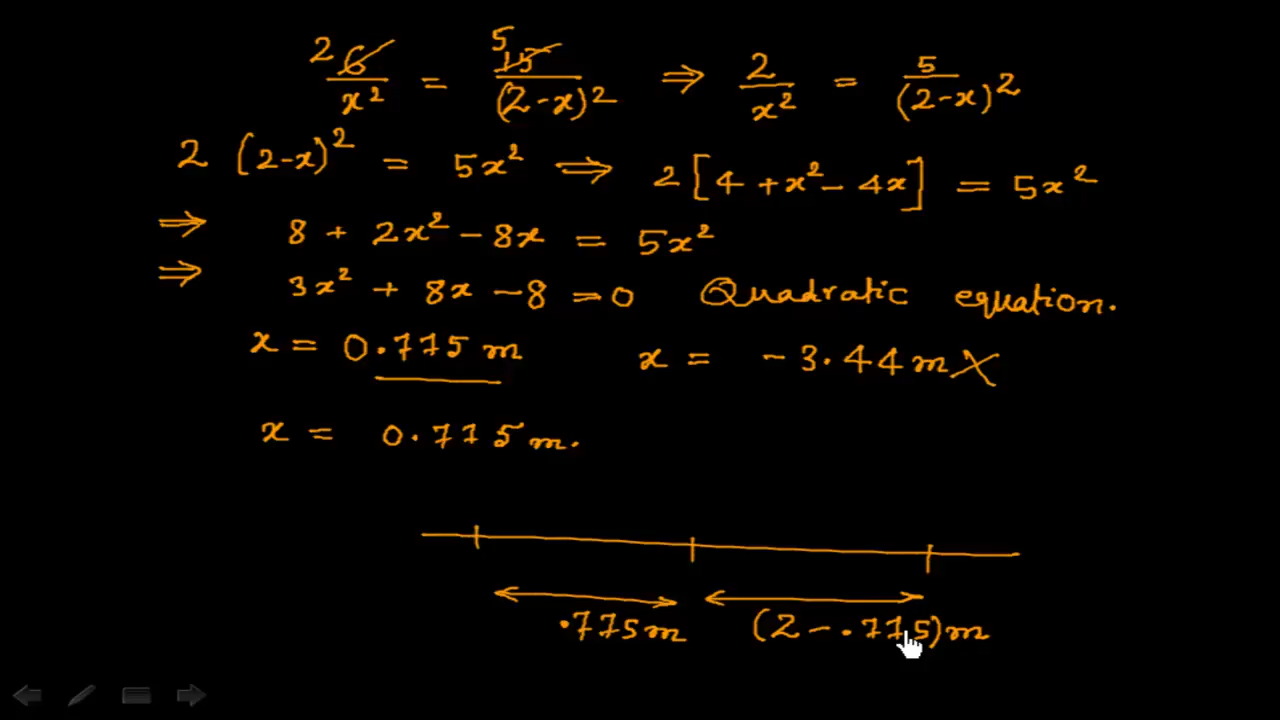 2 6/x² = 5 15/(2-x)² ⇒ 2/x² = 5/(2-x)²
2 (2-x)² = 5x² ⇒ 2[4 +x² - 4x] = 5x²
⇒ 8 + 2x² - 8x = 5x²
⇒ 3x² + 8x - 8 = 0 Quadratic equation.
x = 0.775 m x = - 3.44 m X
x = 0.775 m.
.775 m (2 - .775) m